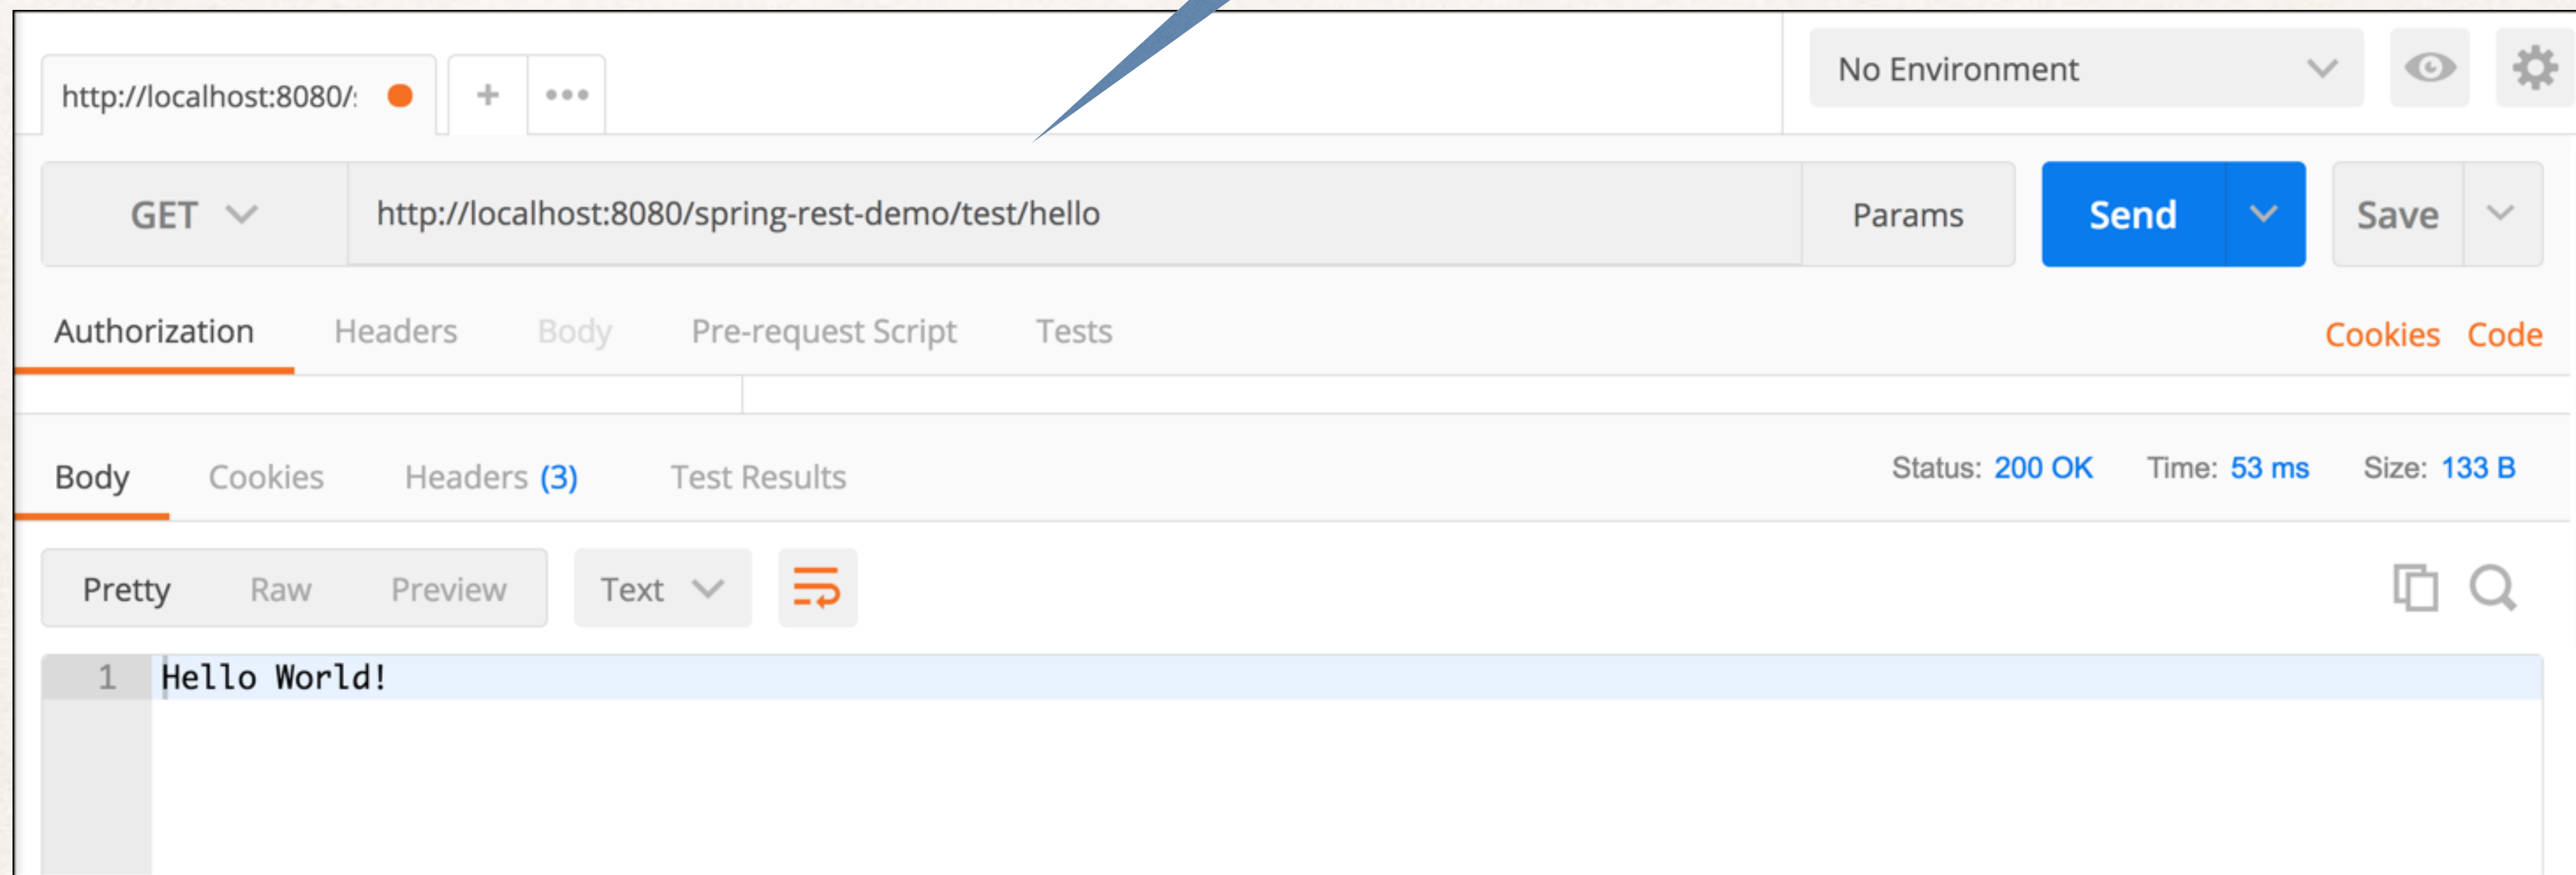 http://localhost:8080/:
+
No Environment
GET
http://localhost:8080/spring-rest-demo/test/hello
Params
Send
Save
Authorization Headers Body Pre-request Script Tests
Cookies Code
Body Cookies Headers (3) Test Results
Status: 200 OK Time: 53 ms Size: 133 B
Pretty Raw Preview Text
1 Hello World!